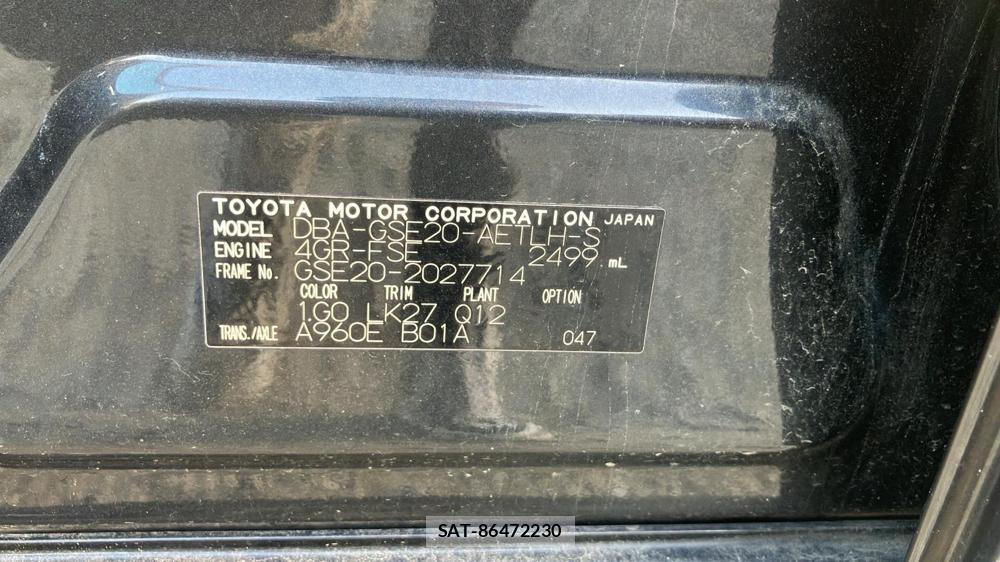 TOYOTA MOTOR CORPORATION JAPAN
MODEL DBA-GSE20-AETLH-S
ENGINE 4GR-FSE 2499 mL
FRAME No. GSE20-2027714
COLOR TRIM PLANT OPTION
1G0 LK27 Q12
TRANS./AXLE A960E B01A 047
SAT-86472230